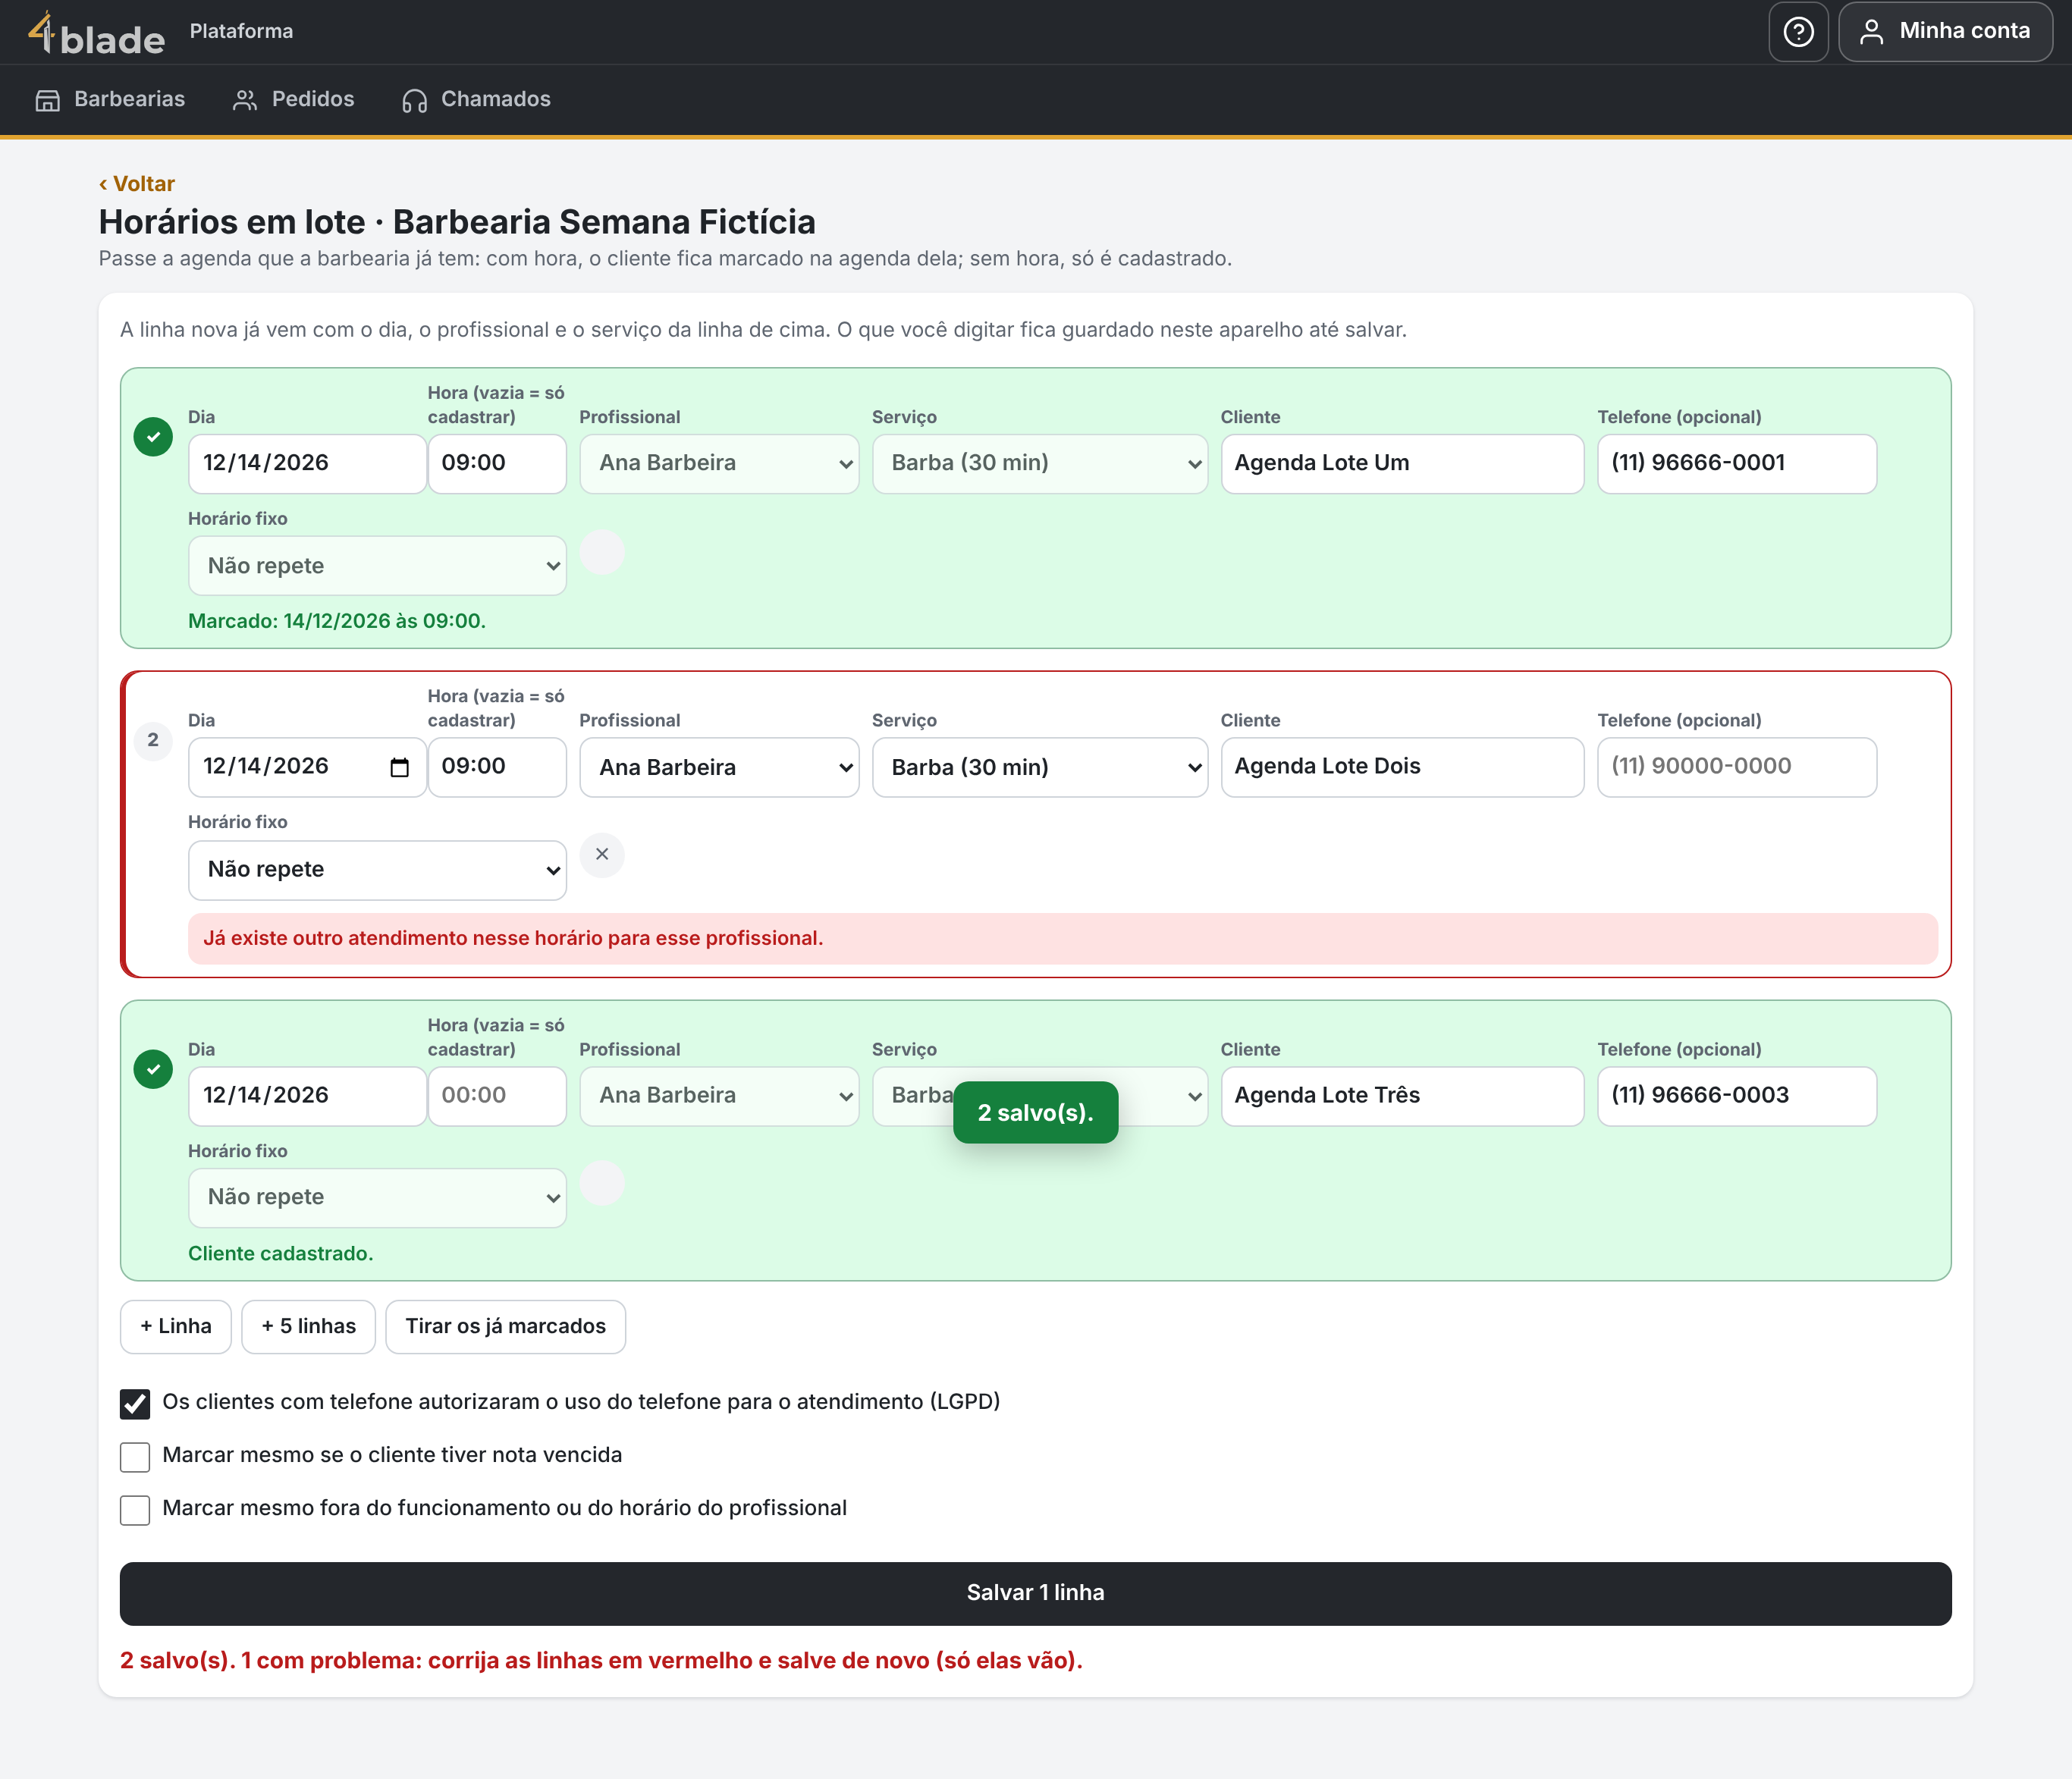 4blade Plataforma
Minha conta
Barbearias Pedidos Chamados
‹ Voltar
Horários em lote · Barbearia Semana Fictícia
Passe a agenda que a barbearia já tem: com hora, o cliente fica marcado na agenda dela; sem hora, só é cadastrado.
A linha nova já vem com o dia, o profissional e o serviço da linha de cima. O que você digitar fica guardado neste aparelho até salvar.
Dia Hora (vazia = só cadastrar) Profissional Serviço Cliente Telefone (opcional)
12/14/2026 09:00 Ana Barbeira Barba (30 min) Agenda Lote Um (11) 96666-0001
Horário fixo
Não repete
Marcado: 14/12/2026 às 09:00.
Dia Hora (vazia = só cadastrar) Profissional Serviço Cliente Telefone (opcional)
2 12/14/2026 09:00 Ana Barbeira Barba (30 min) Agenda Lote Dois (11) 90000-0000
Horário fixo
Não repete ×
Já existe outro atendimento nesse horário para esse profissional.
Dia Hora (vazia = só cadastrar) Profissional Serviço Cliente Telefone (opcional)
12/14/2026 00:00 Ana Barbeira Barba Agenda Lote Três (11) 96666-0003
2 salvo(s).
Horário fixo
Não repete
Cliente cadastrado.
+ Linha + 5 linhas Tirar os já marcados
Os clientes com telefone autorizaram o uso do telefone para o atendimento (LGPD)
Marcar mesmo se o cliente tiver nota vencida
Marcar mesmo fora do funcionamento ou do horário do profissional
Salvar 1 linha
2 salvo(s). 1 com problema: corrija as linhas em vermelho e salve de novo (só elas vão).